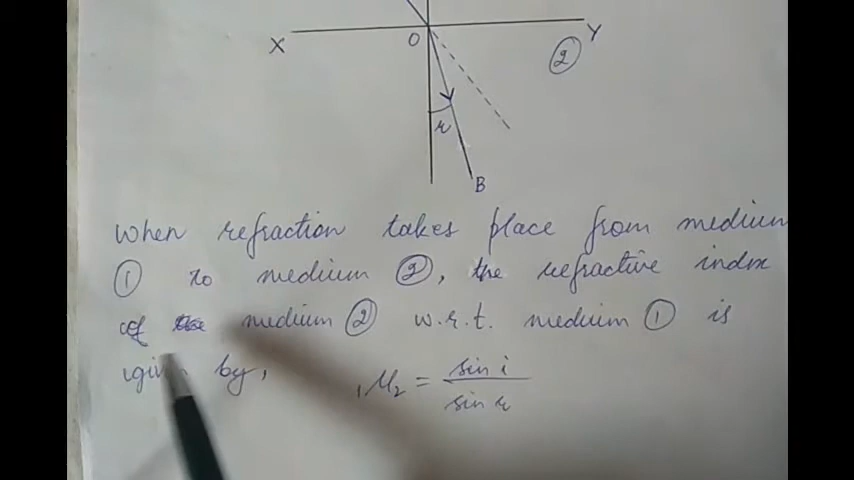 X
O
Y
②
r
B
When refraction takes place from medium
① to medium ②, the refractive index
of medium ② w.r.t. medium ① is
given by,
₁μ₂ = sin i / sin r